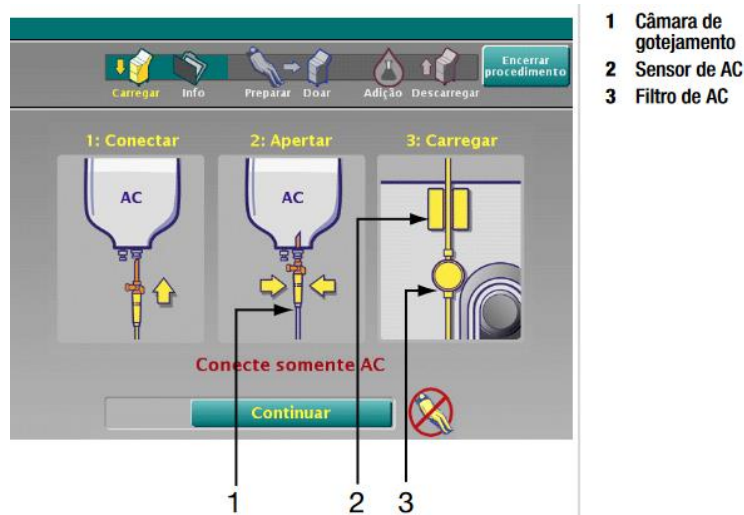 Encerrar
procedimento
Carregar Info Preparar Doar Adição Descarregar
1: Conectar 2: Apertar 3: Carregar
AC AC
Conecte somente AC
Continuar
1 2 3
1 Câmara de
gotejamento
2 Sensor de AC
3 Filtro de AC